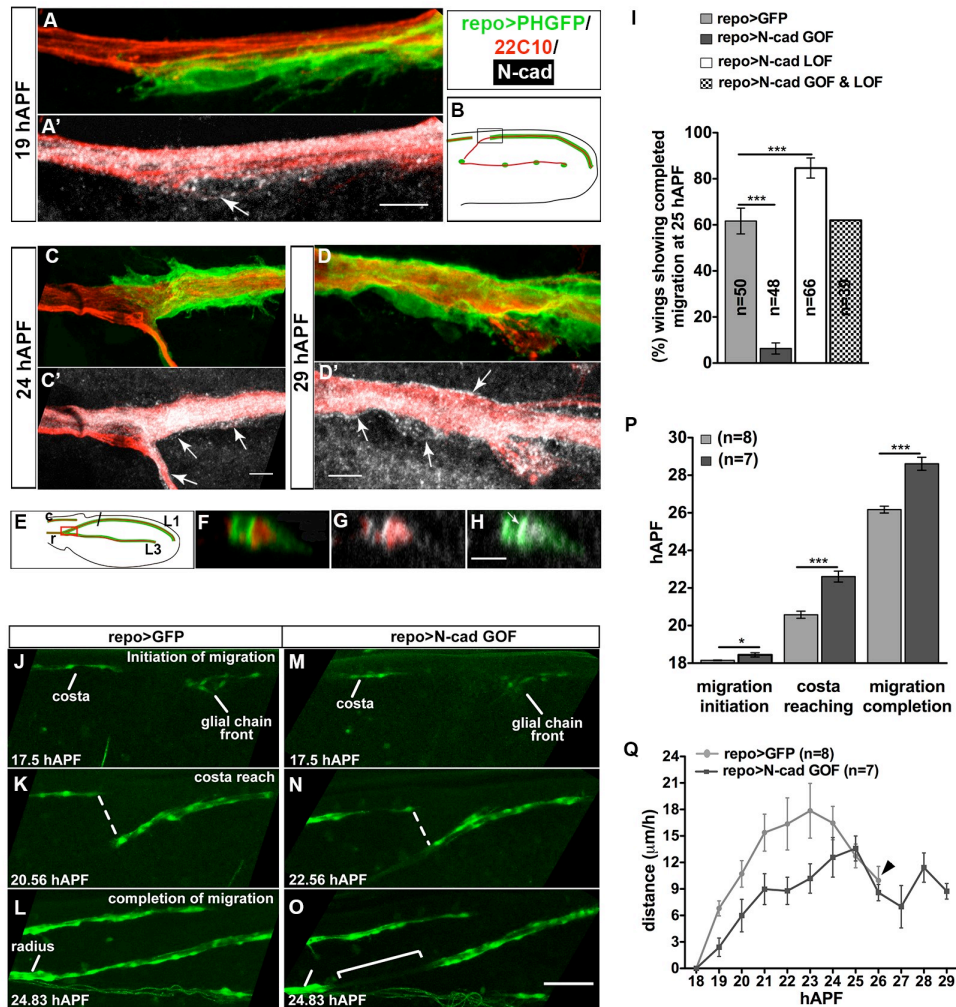 A
19 hAPF
A'
repo>PHGFP/
22C10/
N-cad
B
I
repo>GFP
repo>N-cad GOF
repo>N-cad LOF
repo>N-cad GOF & LOF
(%) wings showing completed
migration at 25 hAPF
100
80
60
40
20
0
***
***
n=50
n=48
n=66
n=39
C
24 hAPF
C'
D
29 hAPF
D'
E
c
r
L1
L3
F
G
H
P
(n=8)
(n=7)
hAPF
30
28
26
24
22
20
18
*
***
***
migration
initiation
costa
reaching
migration
completion
repo>GFP
repo>N-cad GOF
J
Initiation of migration
costa
glial chain
front
17.5 hAPF
M
costa
glial chain
front
17.5 hAPF
K
costa reach
20.56 hAPF
N
22.56 hAPF
L
completion of migration
radius
24.83 hAPF
O
24.83 hAPF
Q
repo>GFP (n=8)
repo>N-cad GOF (n=7)
distance (µm/h)
24
21
18
15
12
9
6
3
0
18 19 20 21 22 23 24 25 26 27 28 29
hAPF